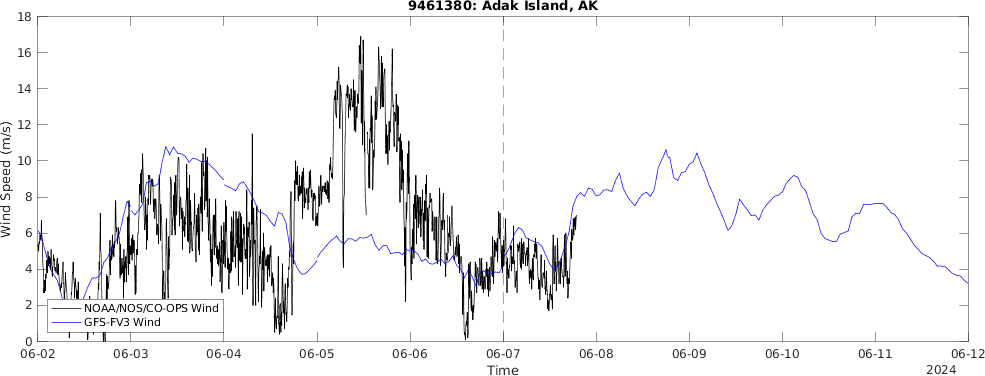 9461380: Adak Island, AK
18
16
14
12
10
8
6
4
2
0
Wind Speed (m/s)
NOAA/NOS/CO-OPS Wind
GFS-FV3 Wind
06-02 06-03 06-04 06-05 06-06 06-07 06-08 06-09 06-10 06-11 06-12
Time
2024